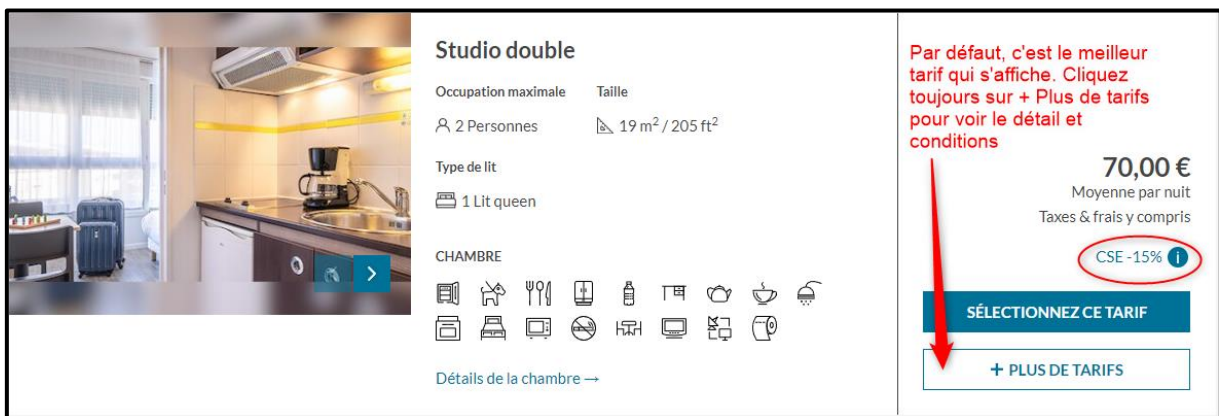 Studio double
Occupation maximale Taille
2 Personnes 19 m² / 205 ft²
Type de lit
1 Lit queen
CHAMBRE
Détails de la chambre →
Par défaut, c'est le meilleur
tarif qui s'affiche. Cliquez
toujours sur + Plus de tarifs
pour voir le détail et
conditions
70,00 €
Moyenne par nuit
Taxes & frais y compris
CSE -15% i
SÉLECTIONNEZ CE TARIF
+ PLUS DE TARIFS